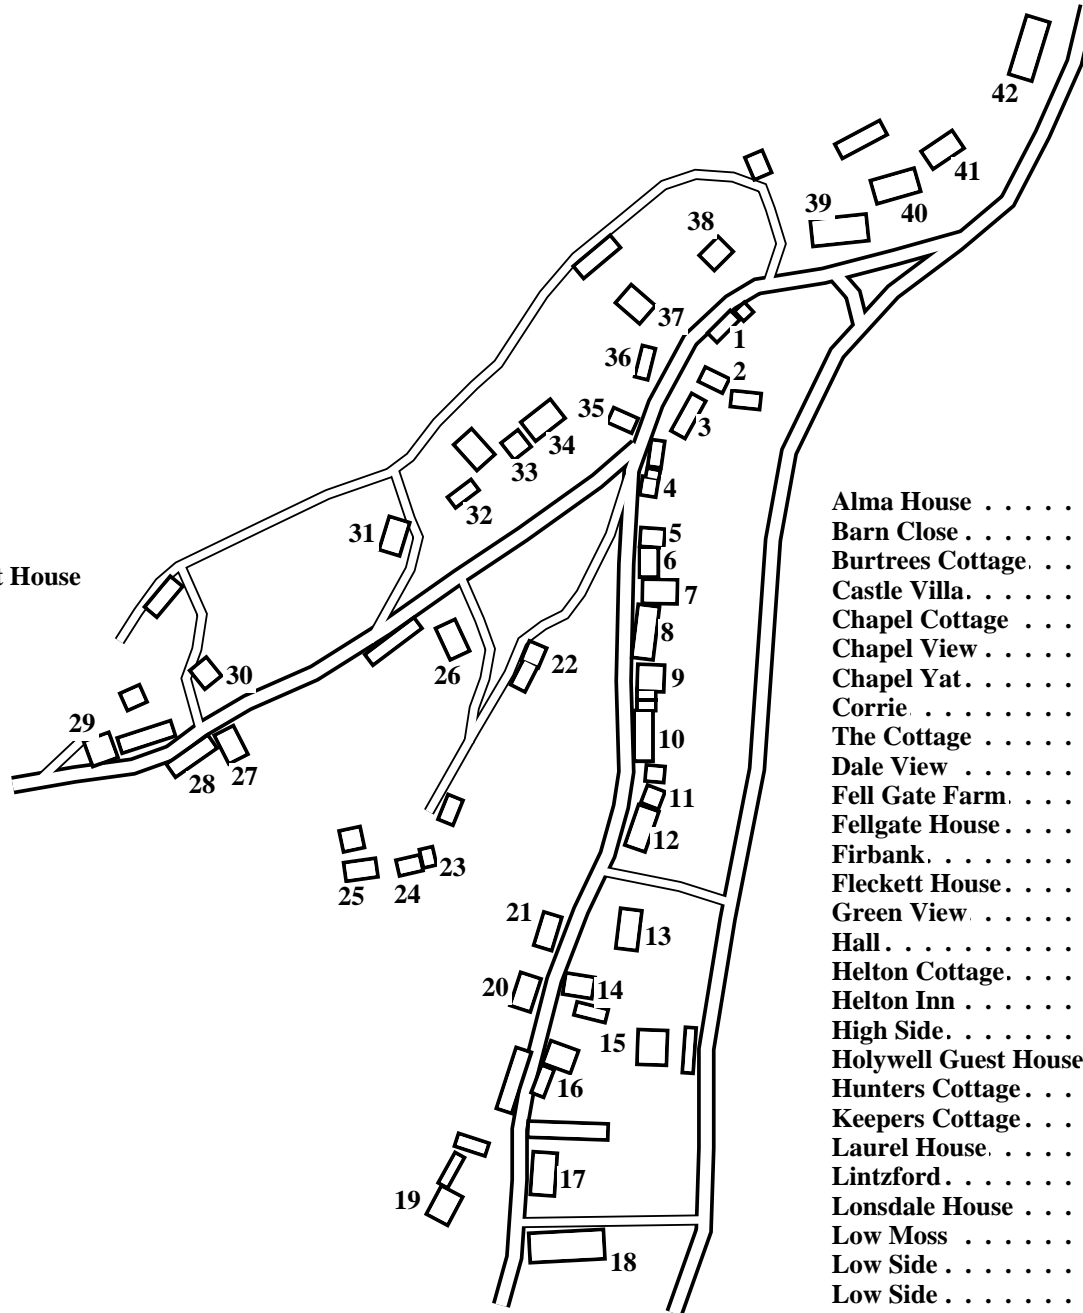 42
41
40
39
38
37
1
36
2
35
3
34
33
4
32
31
5
6
t House
7
8
26
22
9
30
29
10
28
27
11
12
23
24
25
21
13
20
14
15
16
17
19
18
Alma House . . . . .
Barn Close . . . . . .
Burtrees Cottage . . .
Castle Villa . . . . . .
Chapel Cottage . . .
Chapel View . . . . .
Chapel Yat . . . . . .
Corrie . . . . . . . .
The Cottage . . . . .
Dale View . . . . . .
Fell Gate Farm . . . .
Fellgate House . . . .
Firbank . . . . . . . .
Fleckett House . . . .
Green View . . . . . .
Hall . . . . . . . . . .
Helton Cottage . . . .
Helton Inn . . . . . .
High Side . . . . . . .
Holywell Guest House
Hunters Cottage . . .
Keepers Cottage . . .
Laurel House . . . . .
Lintzford . . . . . . .
Lonsdale House . . .
Low Moss . . . . . .
Low Side . . . . . . .
Low Side . . . . . . .